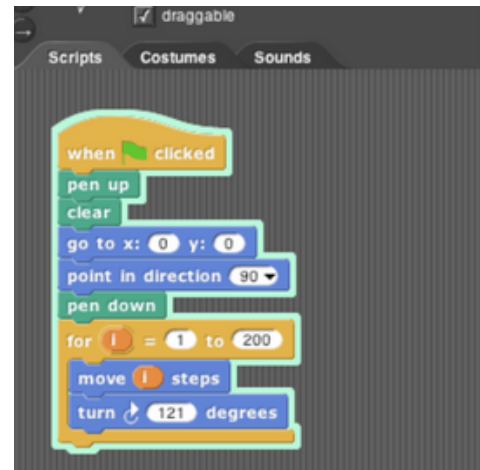 draggable
Scripts Costumes Sounds
when clicked
pen up
clear
go to x: 0 y: 0
point in direction 90
pen down
for i = 1 to 200
move i steps
turn 121 degrees